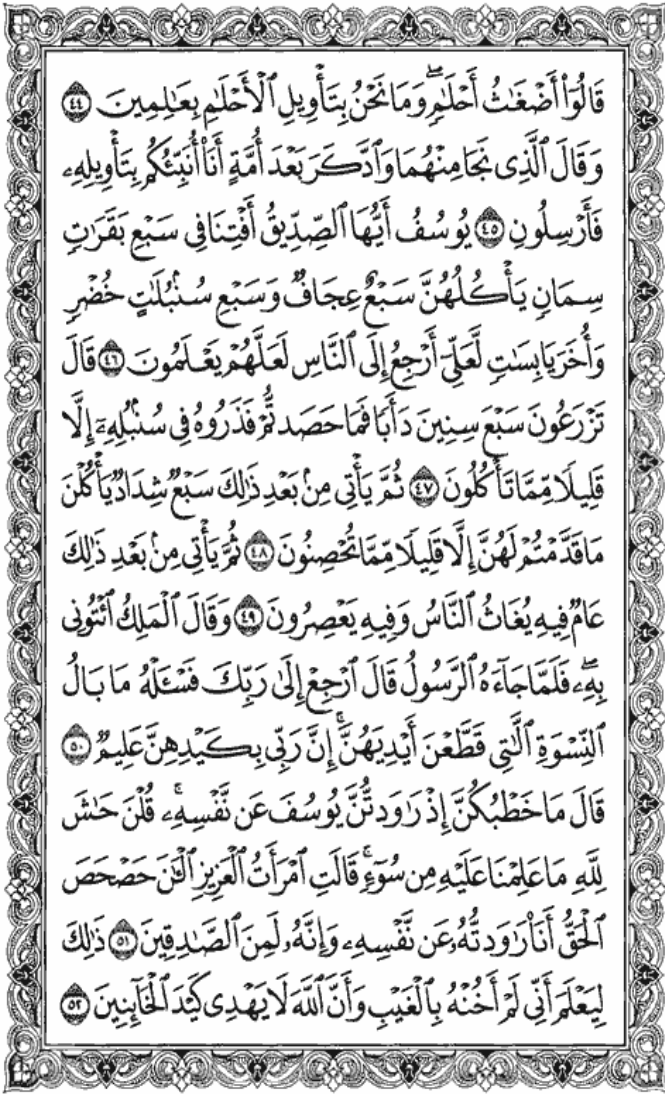 قَالُوٓا۟ أَضْغَـٰثُ أَحْلَـٰمٍۢ ۖ وَمَا نَحْنُ بِتَأْوِيلِ ٱلْأَحْلَـٰمِ بِعَـٰلِمِينَ ٤٤
وَقَالَ ٱلَّذِى نَجَا مِنْهُمَا وَٱدَّكَرَ بَعْدَ أُمَّةٍ أَنَا۠ أُنَبِّئُكُم بِتَأْوِيلِهِۦ
فَأَرْسِلُونِ ٤٥ يُوسُفُ أَيُّهَا ٱلصِّدِّيقُ أَفْتِنَا فِى سَبْعِ بَقَرَٰتٍۢ
سِمَانٍۢ يَأْكُلُهُنَّ سَبْعٌ عِجَافٌۭ وَسَبْعِ سُنۢبُلَـٰتٍ خُضْرٍۢ
وَأُخَرَ يَابِسَـٰتٍۢ لَّعَلِّىٓ أَرْجِعُ إِلَى ٱلنَّاسِ لَعَلَّهُمْ يَعْلَمُونَ ٤٦ قَالَ
تَزْرَعُونَ سَبْعَ سِنِينَ دَأَبًۭا فَمَا حَصَدتُّمْ فَذَرُوهُ فِى سُنۢبُلِهِۦٓ إِلَّا
قَلِيلًۭا مِّمَّا تَأْكُلُونَ ٤٧ ثُمَّ يَأْتِى مِنۢ بَعْدِ ذَٰلِكَ سَبْعٌۭ شِدَادٌۭ يَأْكُلْنَ
مَا قَدَّمْتُمْ لَهُنَّ إِلَّا قَلِيلًۭا مِّمَّا تُحْصِنُونَ ٤٨ ثُمَّ يَأْتِى مِنۢ بَعْدِ ذَٰلِكَ
عَامٌۭ فِيهِ يُغَاثُ ٱلنَّاسُ وَفِيهِ يَعْصِرُونَ ٤٩ وَقَالَ ٱلْمَلِكُ ٱئْتُونِى
بِهِۦ ۖ فَلَمَّا جَآءَهُ ٱلرَّسُولُ قَالَ ٱرْجِعْ إِلَىٰ رَبِّكَ فَسْـَٔلْهُ مَا بَالُ
ٱلنِّسْوَةِ ٱلَّـٰتِى قَطَّعْنَ أَيْدِيَهُنَّ ۚ إِنَّ رَبِّى بِكَيْدِهِنَّ عَلِيمٌۭ ٥٠
قَالَ مَا خَطْبُكُنَّ إِذْ رَٰوَدتُّنَّ يُوسُفَ عَن نَّفْسِهِۦ ۚ قُلْنَ حَـٰشَ
لِلَّهِ مَا عَلِمْنَا عَلَيْهِ مِن سُوٓءٍۢ ۚ قَالَتِ ٱمْرَأَتُ ٱلْعَزِيزِ ٱلْـَٔـٰنَ حَصْحَصَ
ٱلْحَقُّ أَنَا۠ رَٰوَدتُّهُۥ عَن نَّفْسِهِۦ وَإِنَّهُۥ لَمِنَ ٱلصَّـٰدِقِينَ ٥١ ذَٰلِكَ
لِيَعْلَمَ أَنِّى لَمْ أَخُنْهُ بِٱلْغَيْبِ وَأَنَّ ٱللَّهَ لَا يَهْدِى كَيْدَ ٱلْخَآئِنِينَ ٥٢